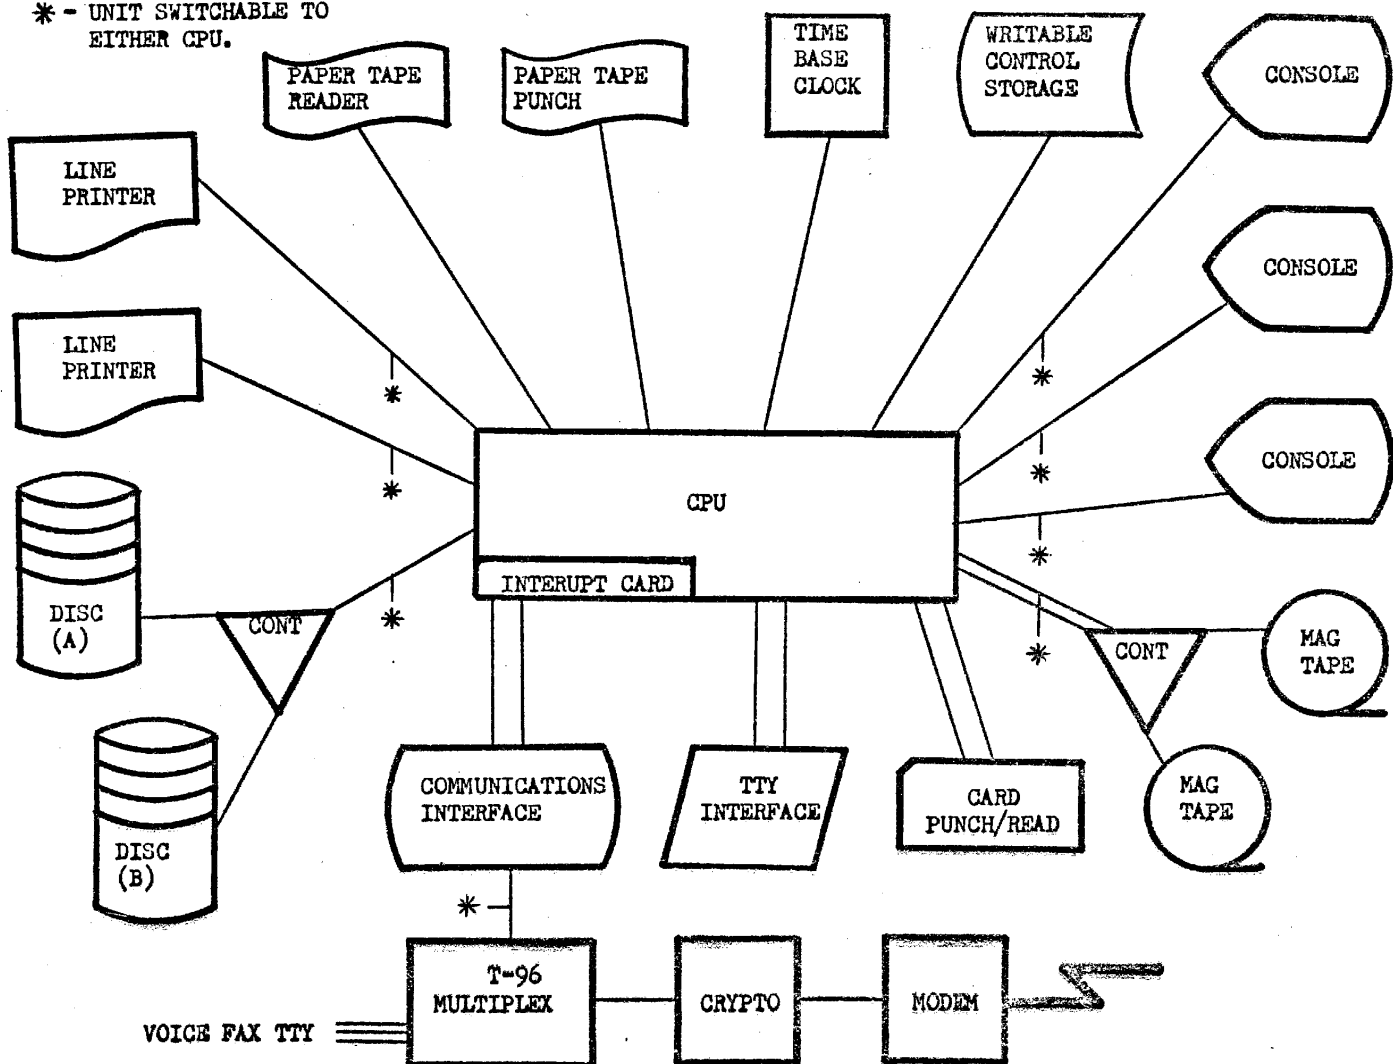 * - UNIT SWITCHABLE TO
EITHER CPU.
PAPER TAPE
READER
PAPER TAPE
PUNCH
TIME
BASE
CLOCK
WRITABLE
CONTROL
STORAGE
CONSOLE
LINE
PRINTER
CONSOLE
LINE
PRINTER
*
*
*
*
CONSOLE
CPU
*
INTERUPT CARD
DISC
(A)
CONT
*
*
CONT
MAG
TAPE
DISC
(B)
COMMUNICATIONS
INTERFACE
TTY
INTERFACE
CARD
PUNCH/READ
MAG
TAPE
*
T-96
MULTIPLEX
CRYPTO
MODEM
VOICE FAX TTY